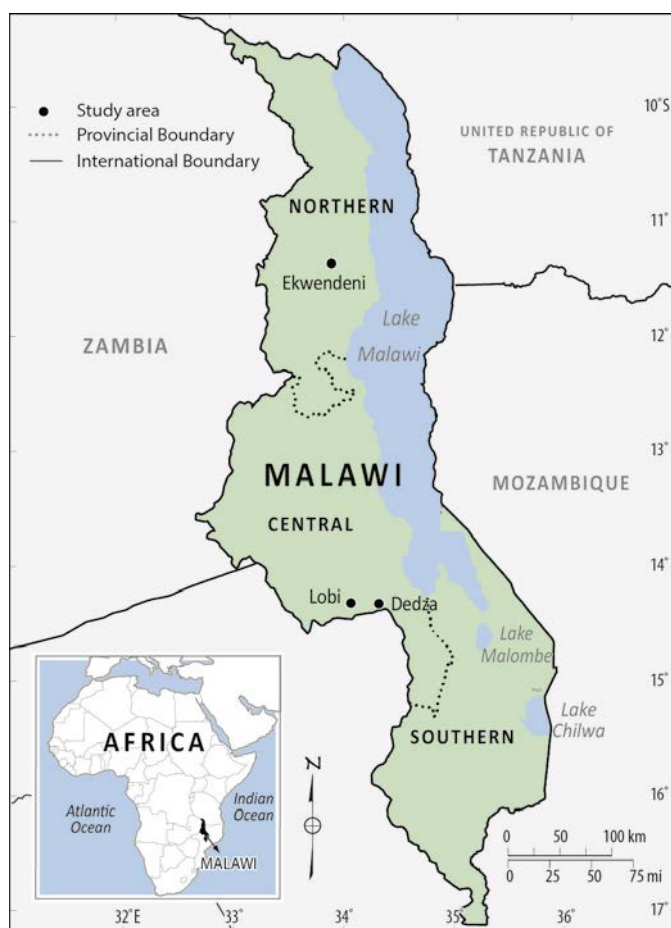 Study area
Provincial Boundary
International Boundary
10°S
UNITED REPUBLIC OF
TANZANIA
NORTHERN
11°
Ekwendeni
Lake
Malawi
ZAMBIA
12°
13°
MALAWI
MOZAMBIQUE
CENTRAL
14°
Lobi
Dedza
Lake
Malombe
15°
Lake
Chilwa
SOUTHERN
AFRICA
Atlantic
Ocean
Indian
Ocean
MALAWI
N
16°
0 50 100 km
0 25 50 75 mi
17°
32°E 33° 34° 35° 36°